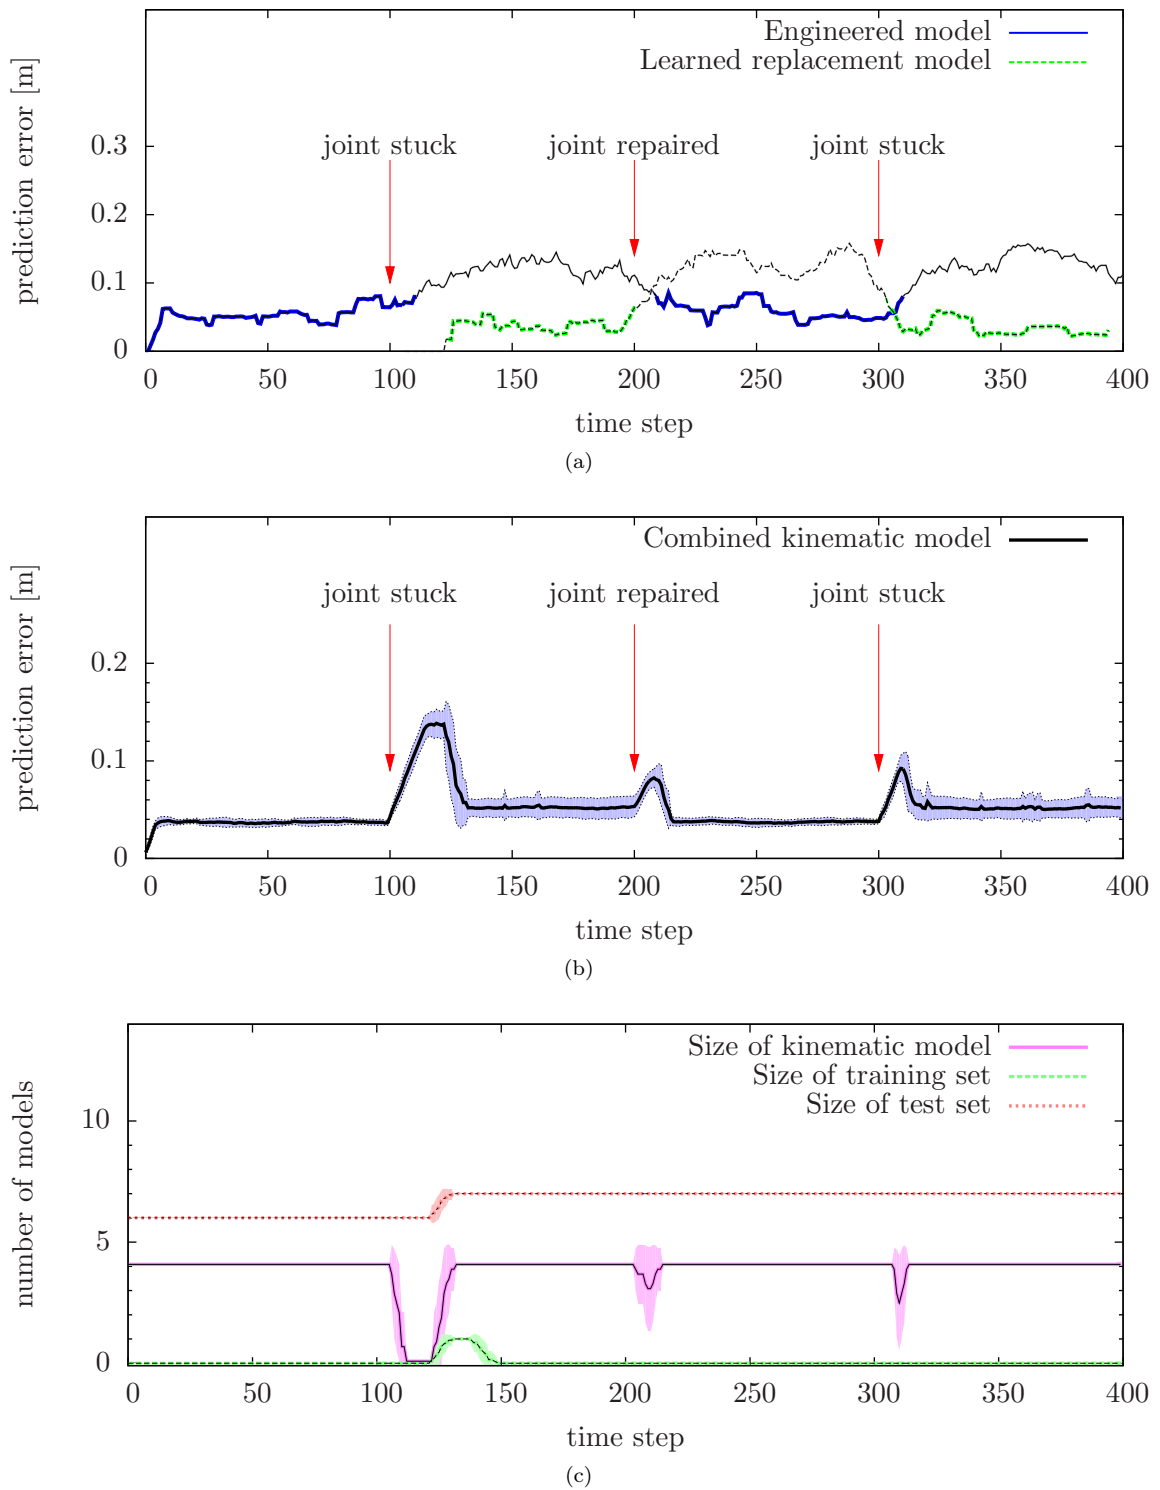 Engineered model
Learned replacement model
prediction error [m]
joint stuck
joint repaired
joint stuck
0.3
0.2
0.1
0
0 50 100 150 200 250 300 350 400
time step
(a)
Combined kinematic model
prediction error [m]
joint stuck
joint repaired
joint stuck
0.2
0.1
0
0 50 100 150 200 250 300 350 400
time step
(b)
Size of kinematic model
Size of training set
Size of test set
number of models
10
5
0
0 50 100 150 200 250 300 350 400
time step
(c)